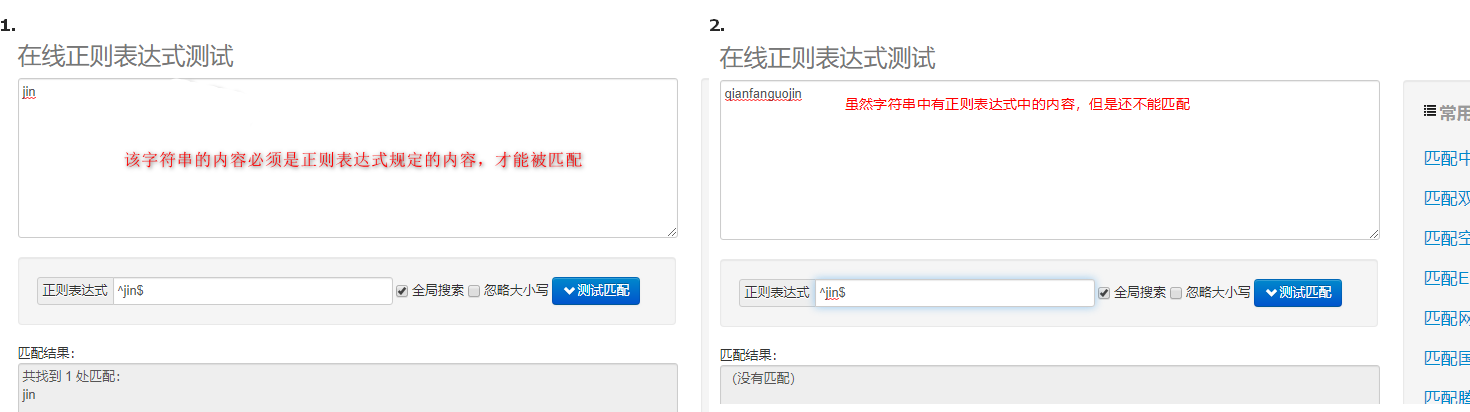 1.
在线正则表达式测试
jin
该字符串的内容必须是正则表达式规定的内容，才能被匹配
正则表达式 ^jin$ 全局搜索 忽略大小写 测试匹配
匹配结果：
共找到 1 处匹配：
jin
2.
在线正则表达式测试
qianfanguojin
虽然字符串中有正则表达式中的内容，但是还不能匹配
正则表达式 ^jin$ 全局搜索 忽略大小写 测试匹配
匹配结果：
（没有匹配）
常用
匹配中
匹配双
匹配空
匹配E
匹配网
匹配国
匹配腾